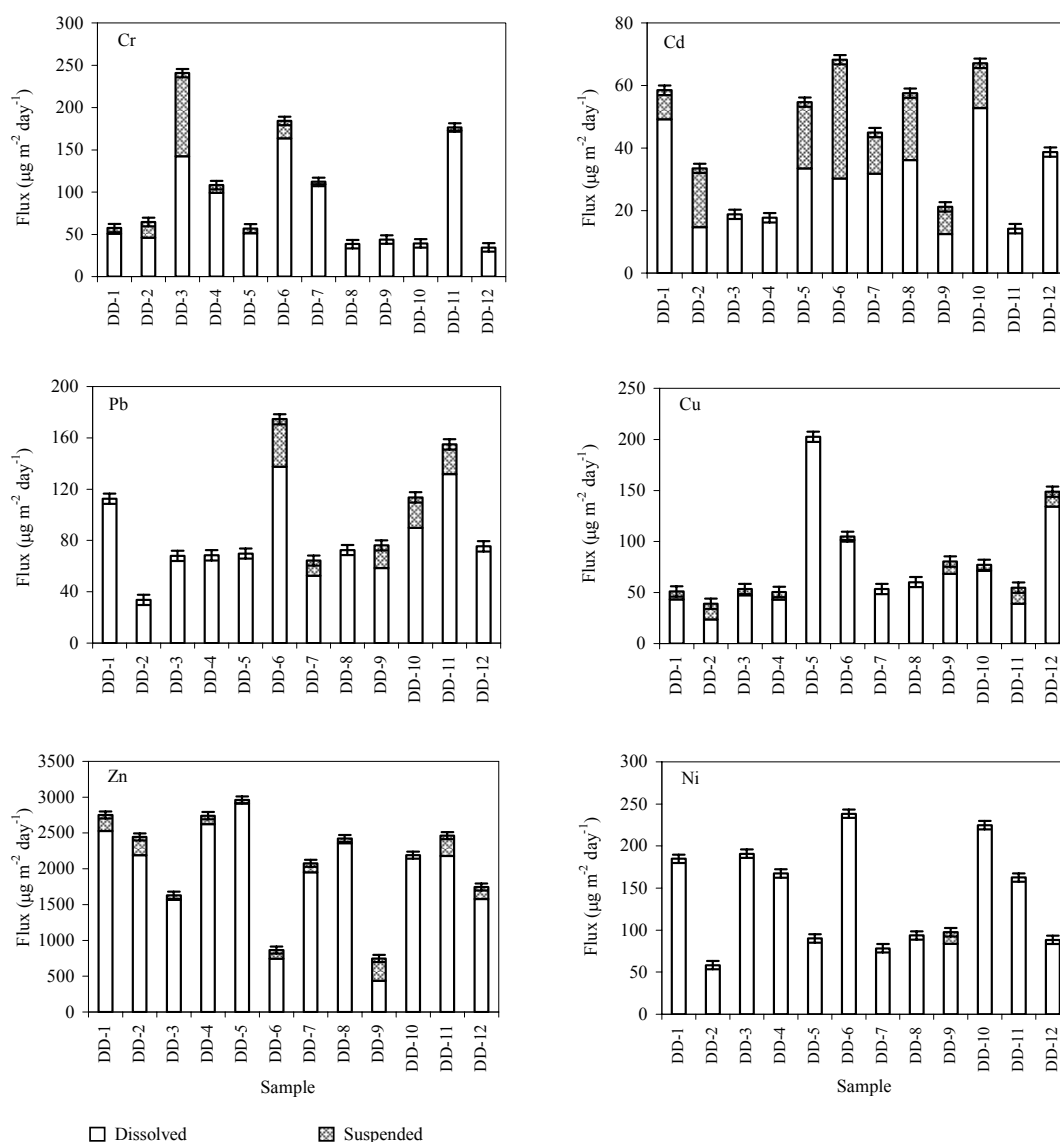 Cr
Flux (µg m⁻² day⁻¹)
300
250
200
150
100
50
0
DD-1
DD-2
DD-3
DD-4
DD-5
DD-6
DD-7
DD-8
DD-9
DD-10
DD-11
DD-12
Cd
Flux (µg m⁻² day⁻¹)
80
60
40
20
0
DD-1
DD-2
DD-3
DD-4
DD-5
DD-6
DD-7
DD-8
DD-9
DD-10
DD-11
DD-12
Pb
Flux (µg m⁻² day⁻¹)
200
160
120
80
40
0
DD-1
DD-2
DD-3
DD-4
DD-5
DD-6
DD-7
DD-8
DD-9
DD-10
DD-11
DD-12
Cu
Flux (µg m⁻² day⁻¹)
250
200
150
100
50
0
DD-1
DD-2
DD-3
DD-4
DD-5
DD-6
DD-7
DD-8
DD-9
DD-10
DD-11
DD-12
Zn
Flux (µg m⁻² day⁻¹)
3500
3000
2500
2000
1500
1000
500
0
DD-1
DD-2
DD-3
DD-4
DD-5
DD-6
DD-7
DD-8
DD-9
DD-10
DD-11
DD-12
Sample
Ni
Flux (µg m⁻² day⁻¹)
300
250
200
150
100
50
0
DD-1
DD-2
DD-3
DD-4
DD-5
DD-6
DD-7
DD-8
DD-9
DD-10
DD-11
DD-12
Sample
Dissolved
Suspended